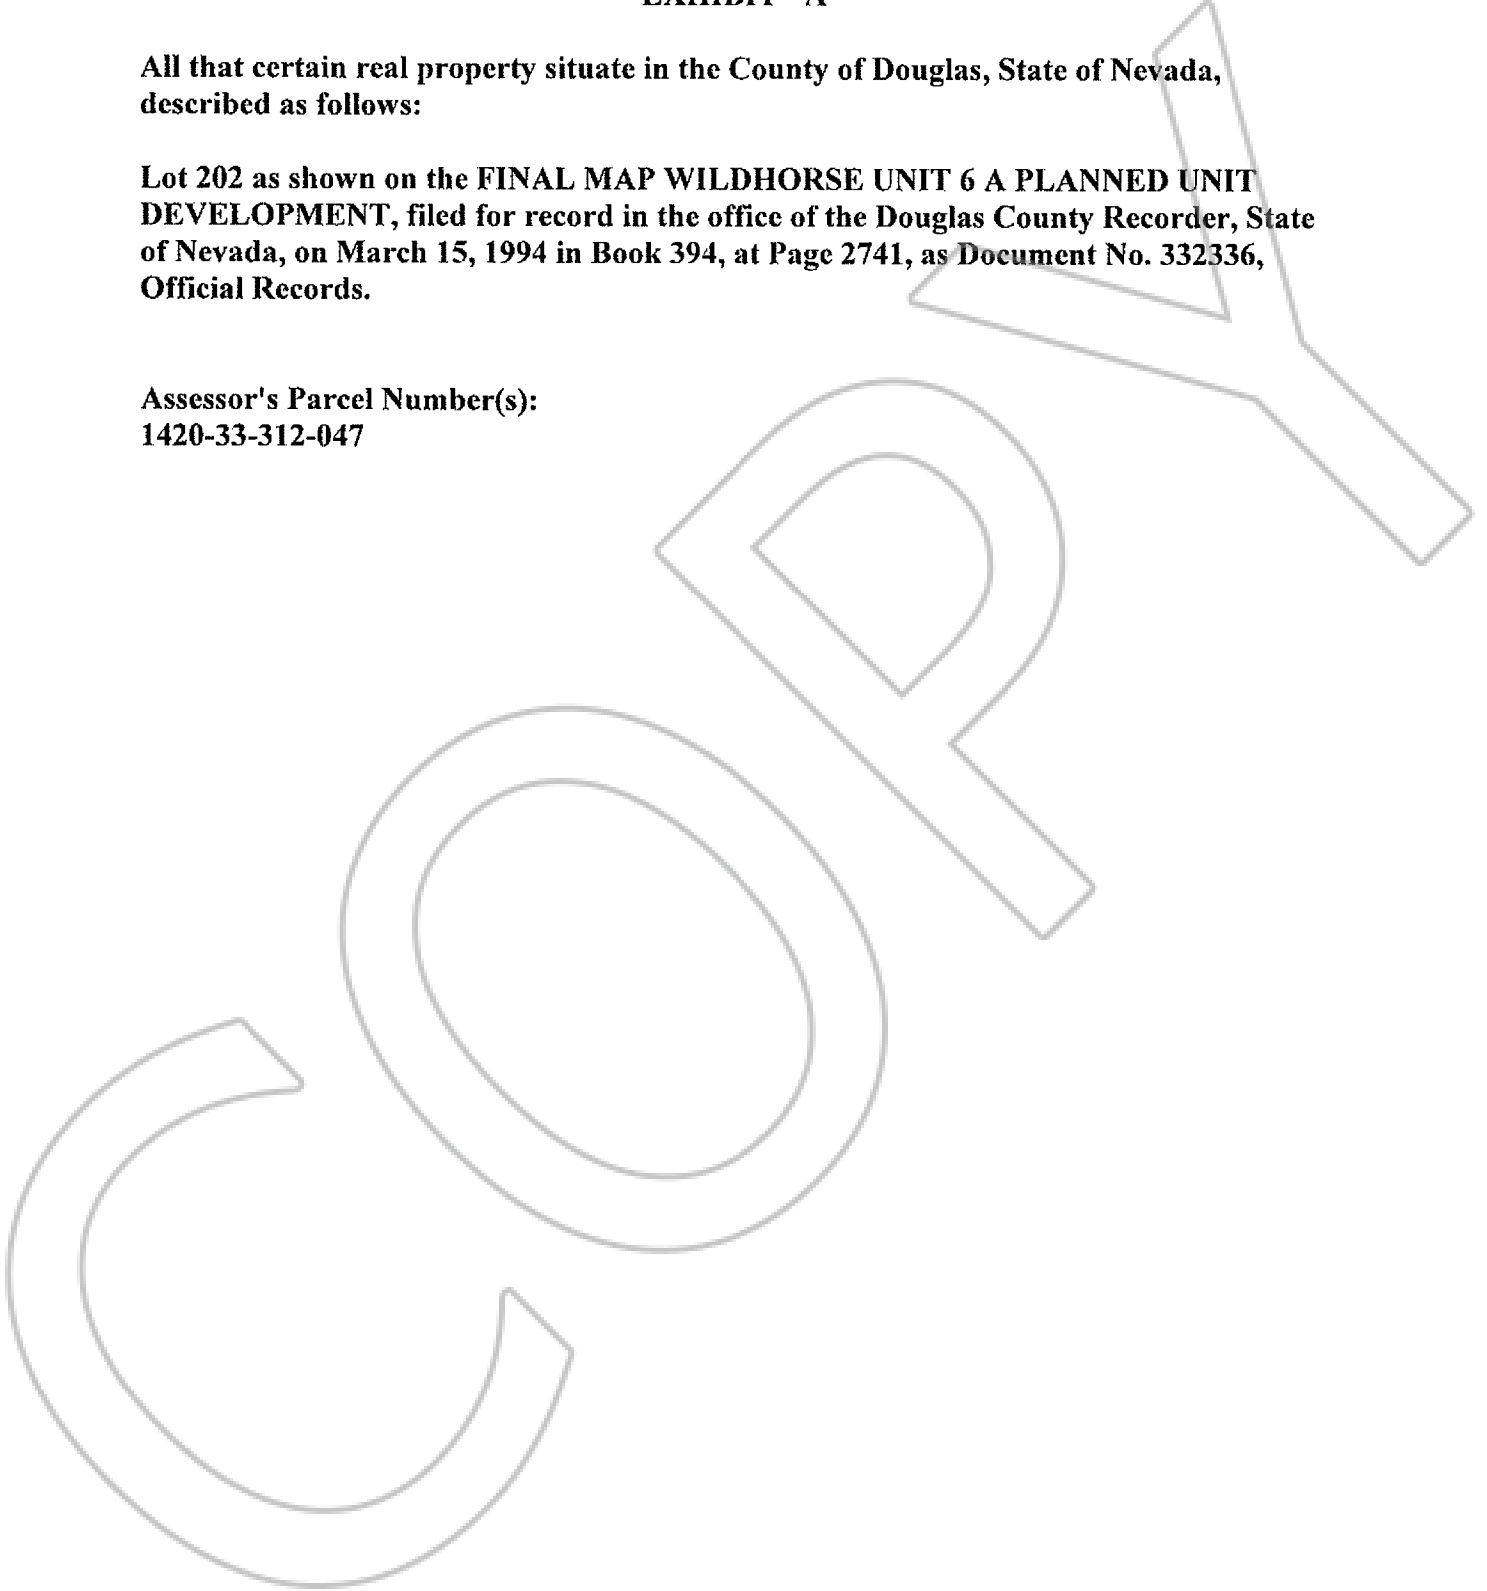 EXHIBIT "A"
All that certain real property situate in the County of Douglas, State of Nevada,
described as follows:
Lot 202 as shown on the FINAL MAP WILDHORSE UNIT 6 A PLANNED UNIT
DEVELOPMENT, filed for record in the office of the Douglas County Recorder, State
of Nevada, on March 15, 1994 in Book 394, at Page 2741, as Document No. 332336,
Official Records.
Assessor's Parcel Number(s):
1420-33-312-047
COPY